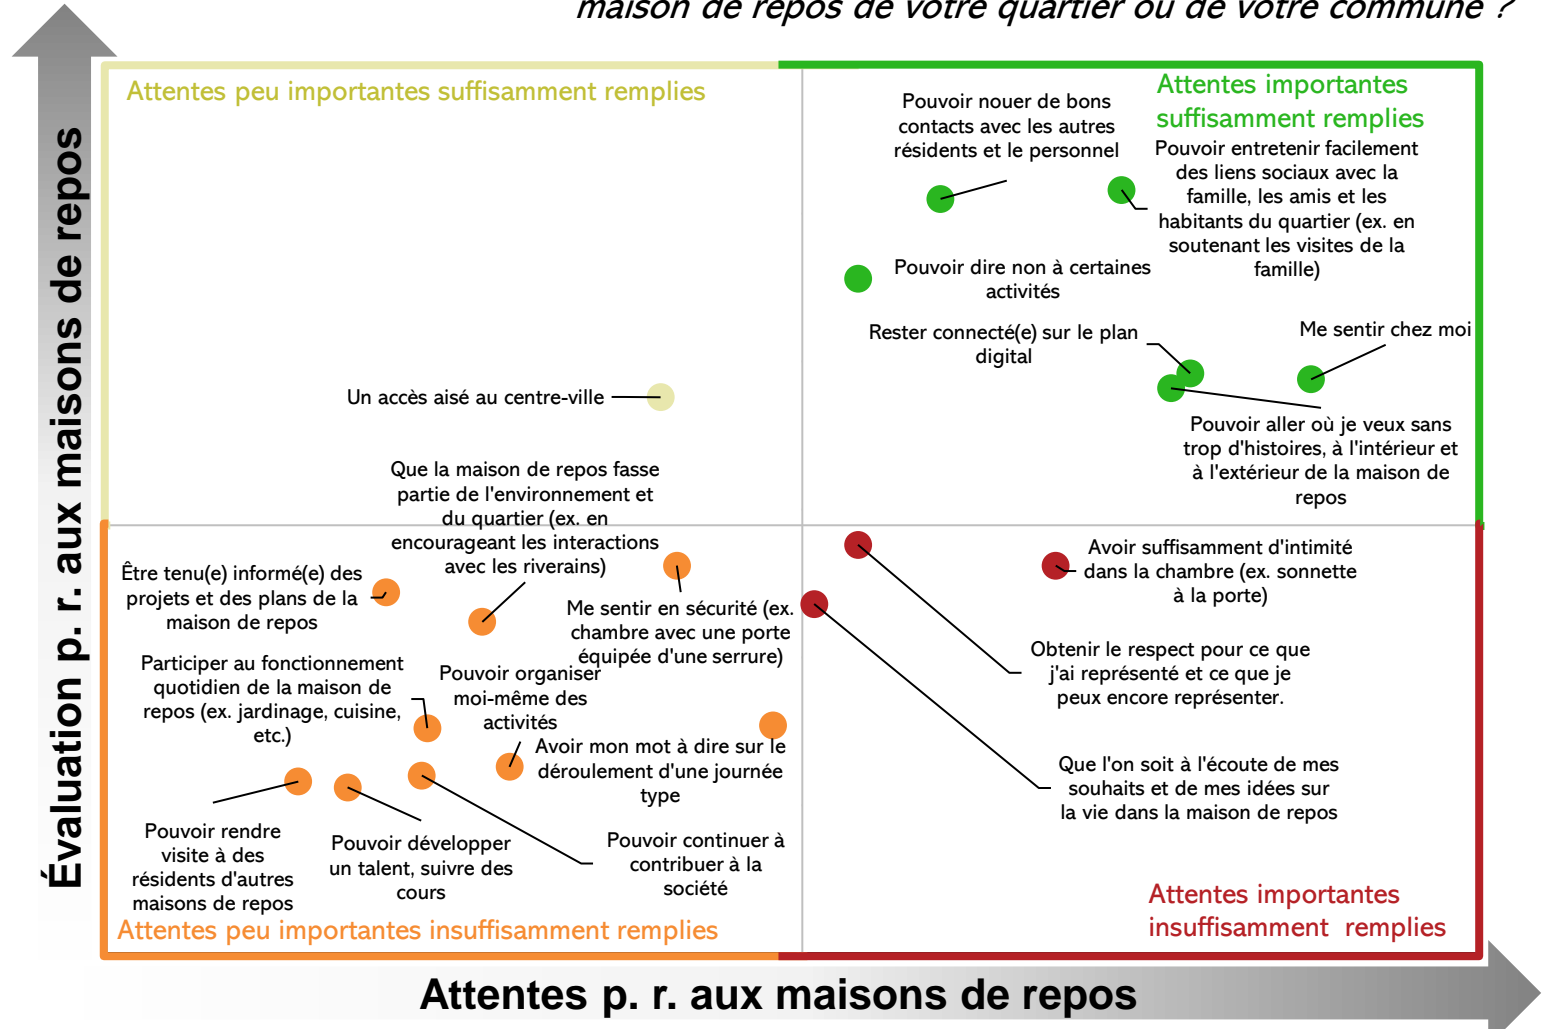 maison de repos de votre quartier ou de votre commune ?
Attentes peu importantes suffisamment remplies
Attentes importantes
suffisamment remplies
Pouvoir nouer de bons
contacts avec les autres
résidents et le personnel
Pouvoir entretenir facilement
des liens sociaux avec la
famille, les amis et les
habitants du quartier (ex. en
soutenant les visites de la
famille)
Pouvoir dire non à certaines
activités
Rester connecté(e) sur le plan
digital
Me sentir chez moi
Un accès aisé au centre-ville
Pouvoir aller où je veux sans
trop d'histoires, à l'intérieur et
à l'extérieur de la maison de
repos
Que la maison de repos fasse
partie de l'environnement et
du quartier (ex. en
encourageant les interactions
avec les riverains)
Être tenu(e) informé(e) des
projets et des plans de la
maison de repos
Me sentir en sécurité (ex.
chambre avec une porte
équipée d'une serrure)
Avoir suffisamment d'intimité
dans la chambre (ex. sonnette
à la porte)
Participer au fonctionnement
quotidien de la maison de
repos (ex. jardinage, cuisine,
etc.)
Pouvoir organiser
moi-même des
activités
Obtenir le respect pour ce que
j'ai représenté et ce que je
peux encore représenter.
Avoir mon mot à dire sur le
déroulement d'une journée
type
Que l'on soit à l'écoute de mes
souhaits et de mes idées sur
la vie dans la maison de repos
Pouvoir rendre
visite à des
résidents d'autres
maisons de repos
Pouvoir développer
un talent, suivre des
cours
Pouvoir continuer à
contribuer à la
société
Attentes peu importantes insuffisamment remplies
Attentes importantes
insuffisamment remplies
Évaluation p. r. aux maisons de repos
Attentes p. r. aux maisons de repos